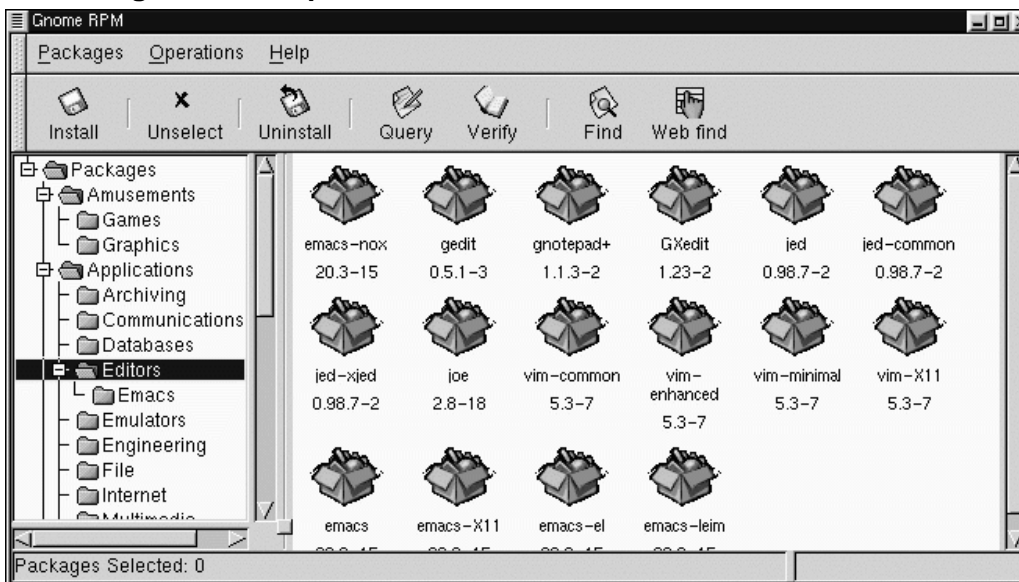 Gnome RPM
Packages Operations Help
Install Unselect Uninstall Query Verify Find Web find
Packages
Amusements
Games
Graphics
Applications
Archiving
Communications
Databases
Editors
Emacs
Emulators
Engineering
File
Internet
Multimedia
emacs-nox gedit gnotepad+ GXedit jed jed-common
20.3-15 0.5.1-3 1.1.3-2 1.23-2 0.98.7-2 0.98.7-2
jed-xjed joe vim-common vim-enhanced vim-minimal vim-X11
0.98.7-2 2.8-18 5.3-7 5.3-7 5.3-7 5.3-7
emacs emacs-X11 emacs-el emacs-leim
Packages Selected: 0